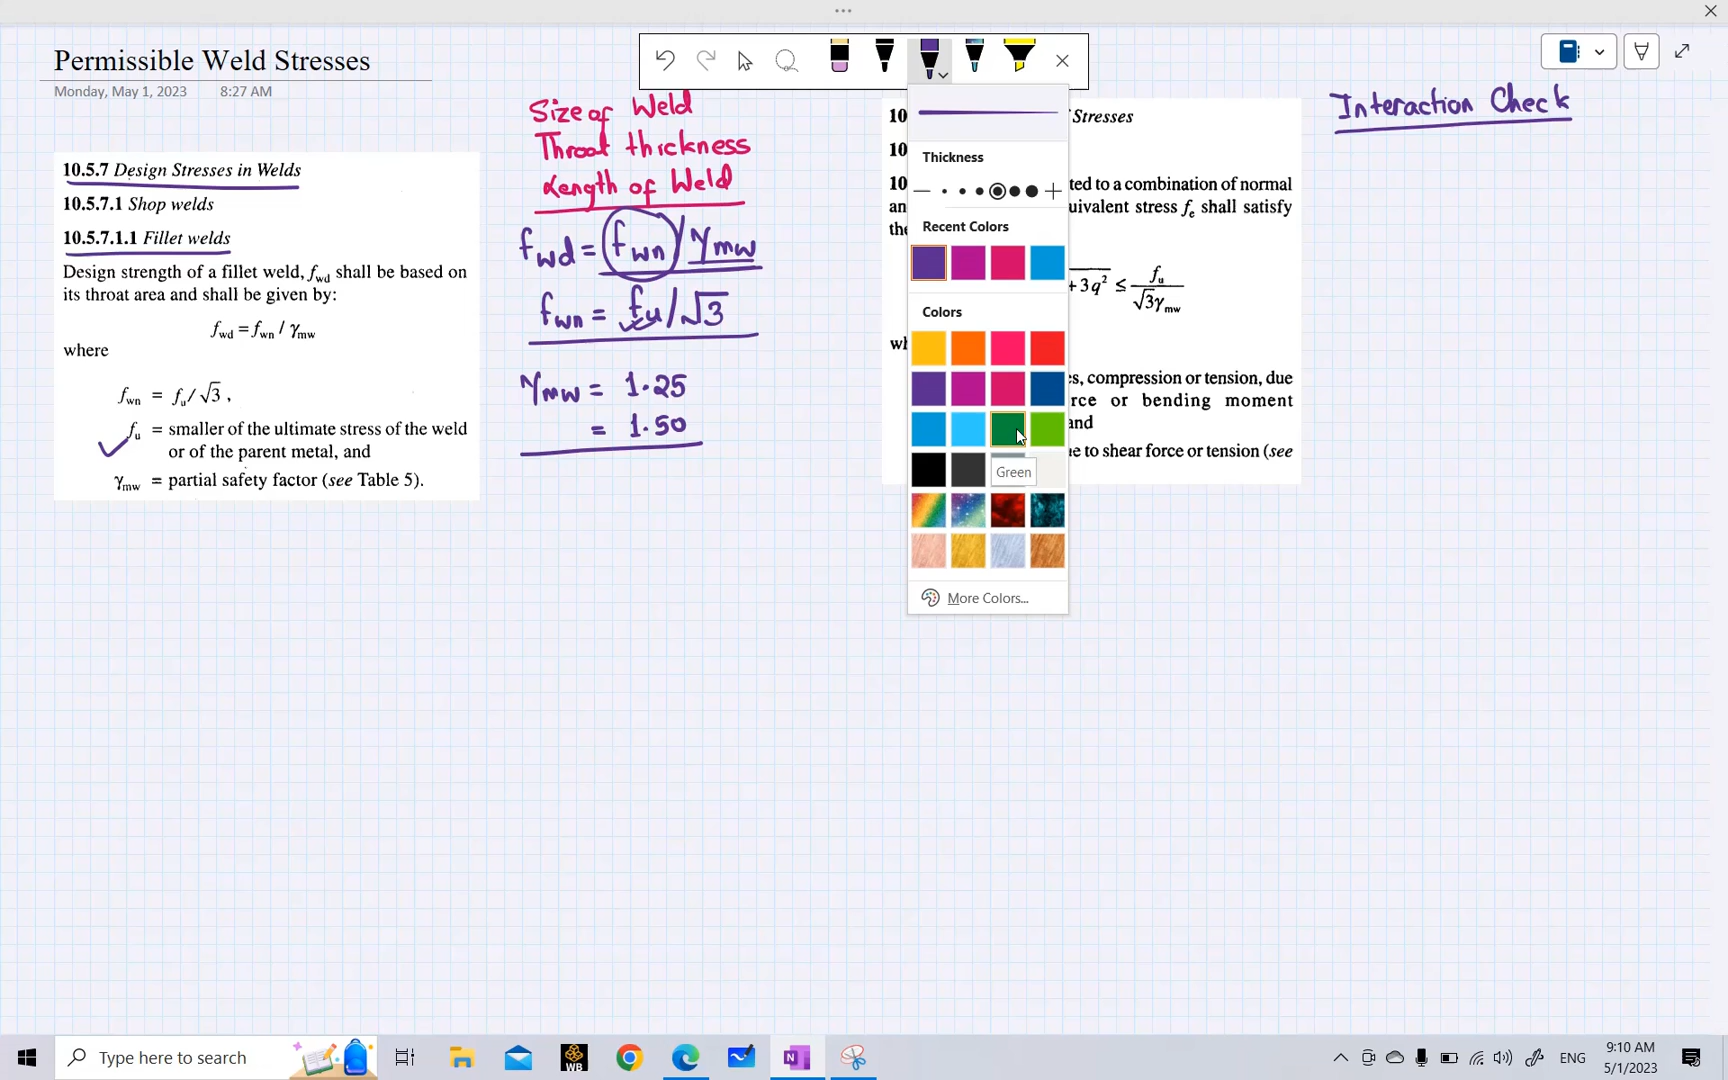 Permissible Weld Stresses
Monday, May 1, 2023 8:27 AM
10.5.7 Design Stresses in Welds
10.5.7.1 Shop welds
10.5.7.1.1 Fillet welds
Design strength of a fillet weld, fwd shall be based on
its throat area and shall be given by:
fwd = fwn / γmw
where
fwn = fu / √3 ,
fu = smaller of the ultimate stress of the weld
or of the parent metal, and
γmw = partial safety factor (see Table 5).
Size of Weld
Throat thickness
Length of Weld
fwd = fwn / γmw
fwn = fu / √3
γmw = 1.25
= 1.50
Thickness
Recent Colors
Colors
Green
More Colors...
10 Stresses
10
10 ted to a combination of normal
an uivalent stress fe shall satisfy
the
+ 3q² ≤ fu / √3γmw
wh
s, compression or tension, due
rce or bending moment
and
e to shear force or tension (see
Interaction Check
Type here to search
WB
N
ENG
9:10 AM
5/1/2023